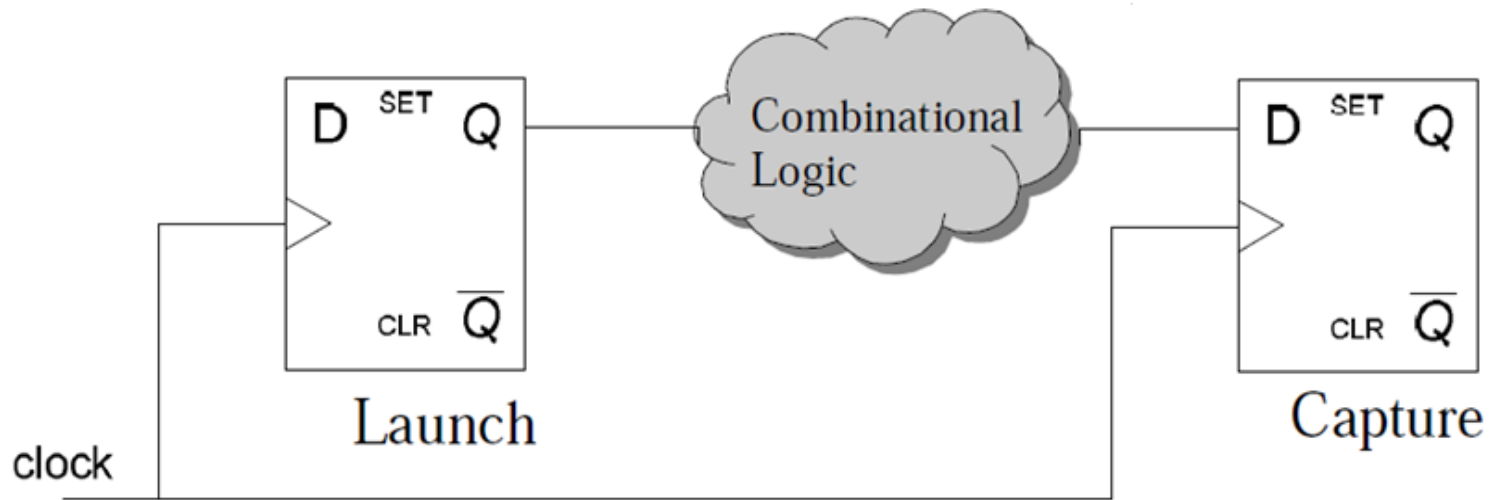 D SET Q
CLR Q̅
Launch
clock
Combinational
Logic
D SET Q
CLR Q̅
Capture